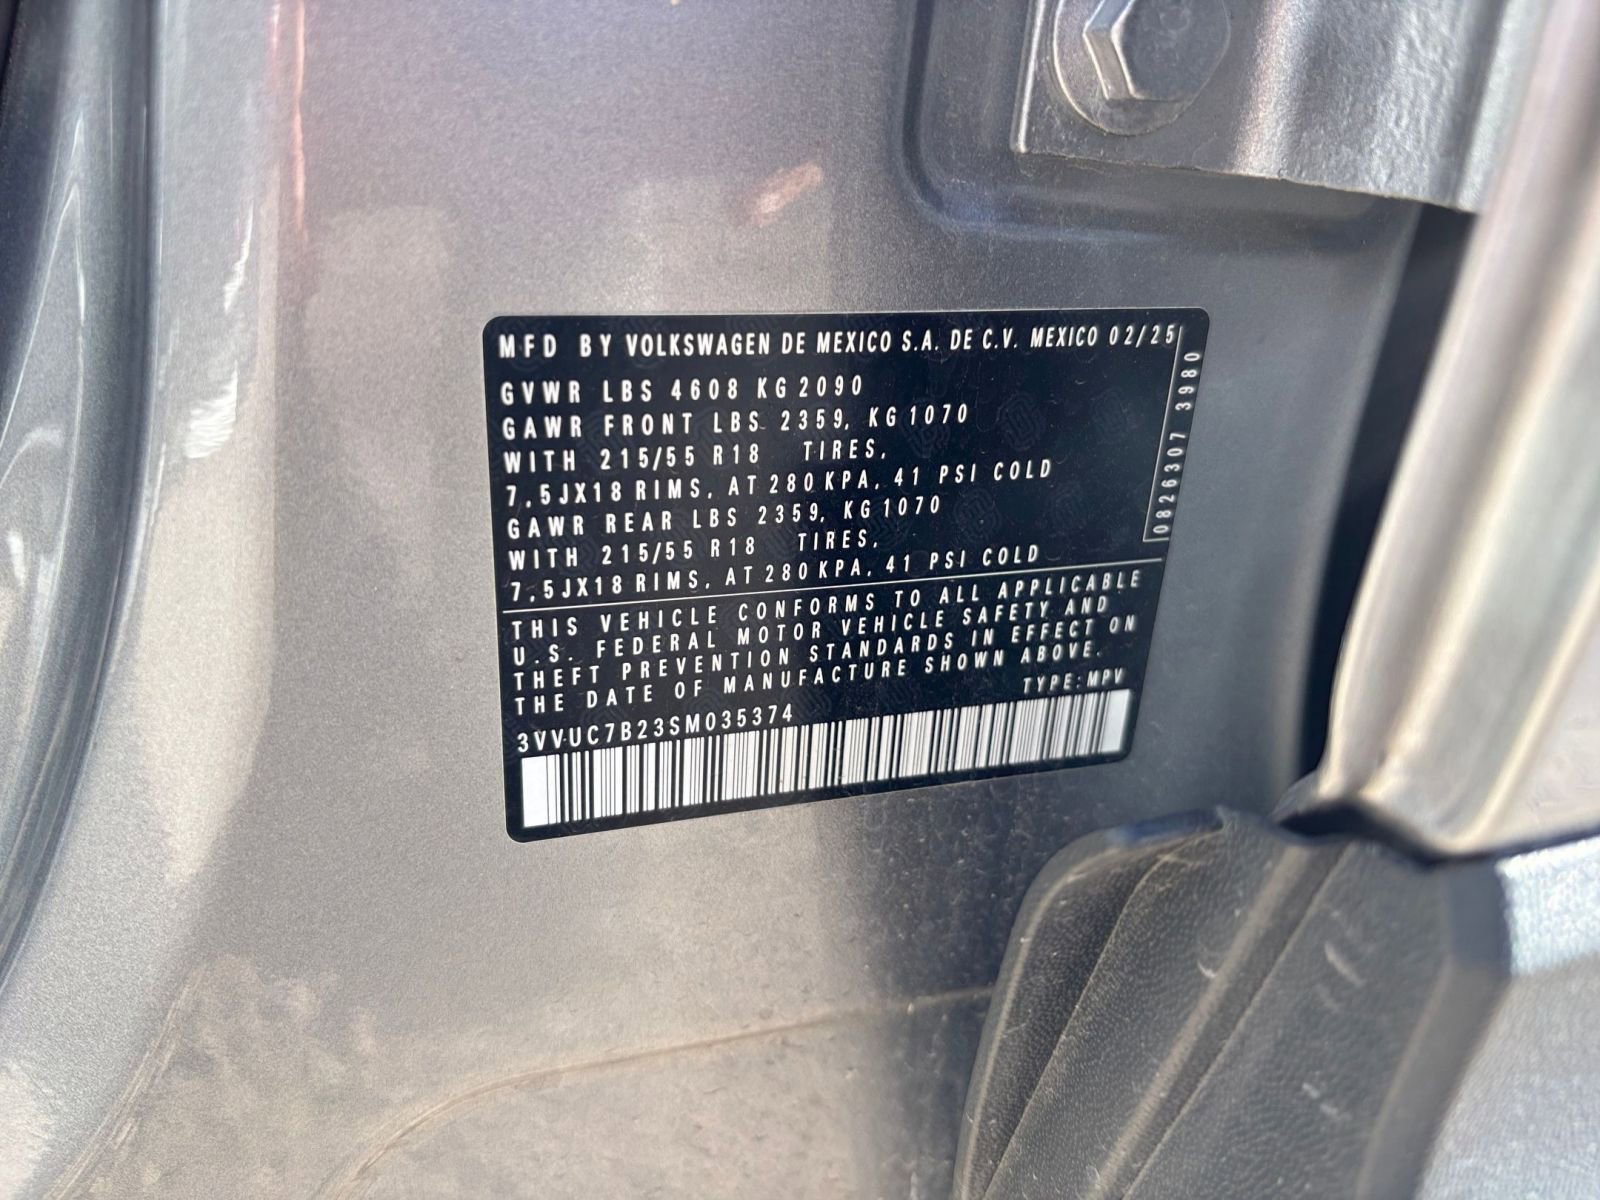 MFD BY VOLKSWAGEN DE MEXICO S.A. DE C.V. MEXICO 02/25
GVWR LBS 4608 KG 2090
GAWR FRONT LBS 2359, KG 1070
WITH 215/55 R18 TIRES,
7,5JX18 RIMS, AT 280 KPA, 41 PSI COLD
GAWR REAR LBS 2359, KG 1070
WITH 215/55 R18 TIRES,
7,5JX18 RIMS, AT 280 KPA, 41 PSI COLD
0826307 3980
THIS VEHICLE CONFORMS TO ALL APPLICABLE
U.S. FEDERAL MOTOR VEHICLE SAFETY AND
THEFT PREVENTION STANDARDS IN EFFECT ON
THE DATE OF MANUFACTURE SHOWN ABOVE.
TYPE: MPV
3VVUC7B23SM035374